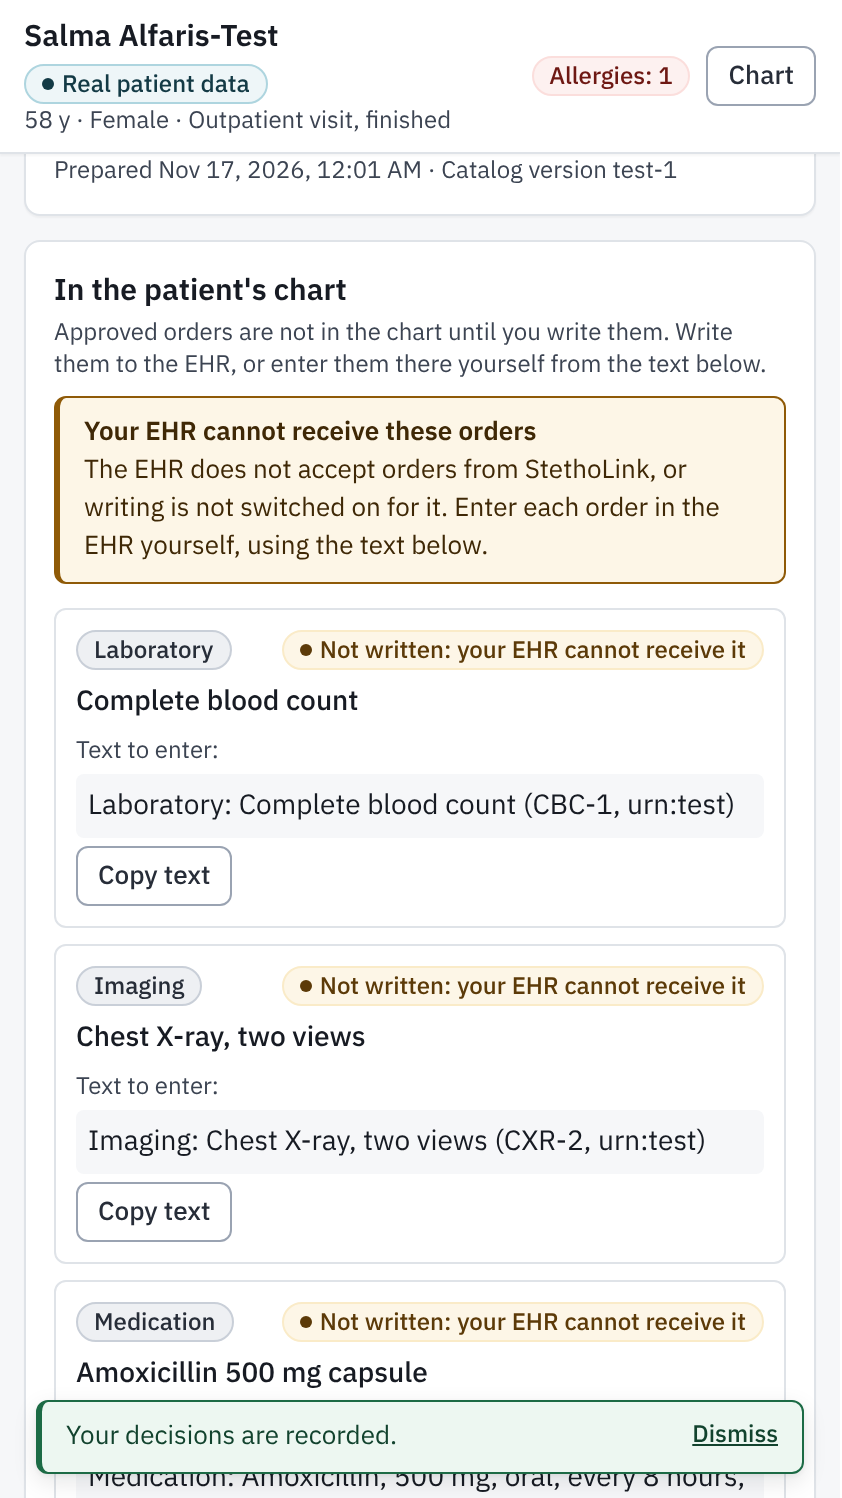 Salma Alfaris-Test
Real patient data
58 y · Female · Outpatient visit, finished
Allergies: 1
Chart
Prepared Nov 17, 2026, 12:01 AM · Catalog version test-1
In the patient's chart
Approved orders are not in the chart until you write them. Write
them to the EHR, or enter them there yourself from the text below.
Your EHR cannot receive these orders
The EHR does not accept orders from StethoLink, or
writing is not switched on for it. Enter each order in the
EHR yourself, using the text below.
Laboratory
Not written: your EHR cannot receive it
Complete blood count
Text to enter:
Laboratory: Complete blood count (CBC-1, urn:test)
Copy text
Imaging
Not written: your EHR cannot receive it
Chest X-ray, two views
Text to enter:
Imaging: Chest X-ray, two views (CXR-2, urn:test)
Copy text
Medication
Not written: your EHR cannot receive it
Amoxicillin 500 mg capsule
Your decisions are recorded.
Dismiss
Medication: Amoxicillin, 500 mg, oral, every 8 hours,